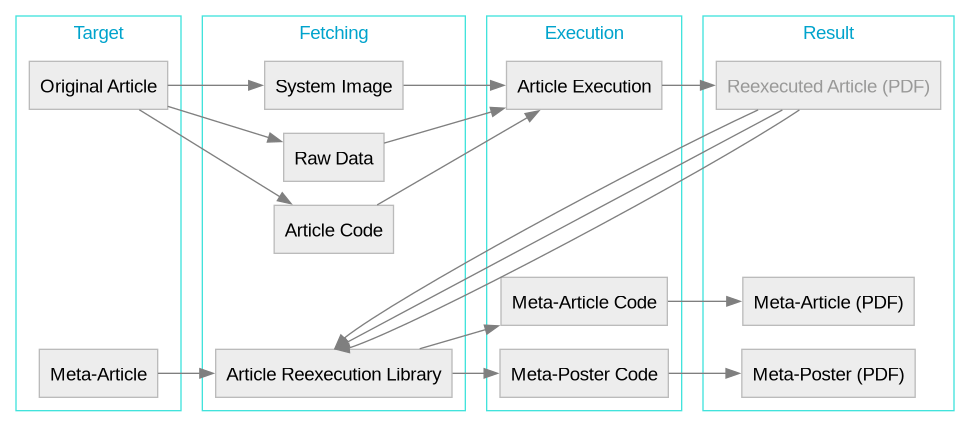 Target
Fetching
Execution
Result
Original Article
System Image
Article Execution
Reexecuted Article (PDF)
Raw Data
Article Code
Meta-Article Code
Meta-Article (PDF)
Meta-Article
Article Reexecution Library
Meta-Poster Code
Meta-Poster (PDF)